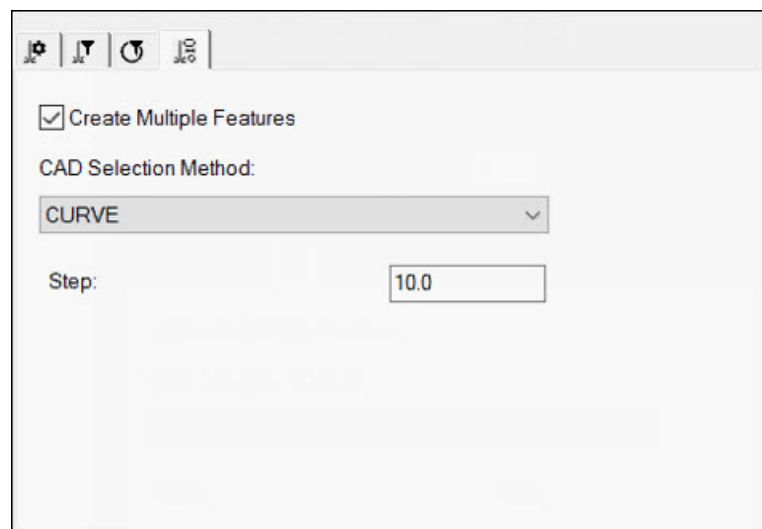 Create Multiple Features
CAD Selection Method:
CURVE
Step:
10.0